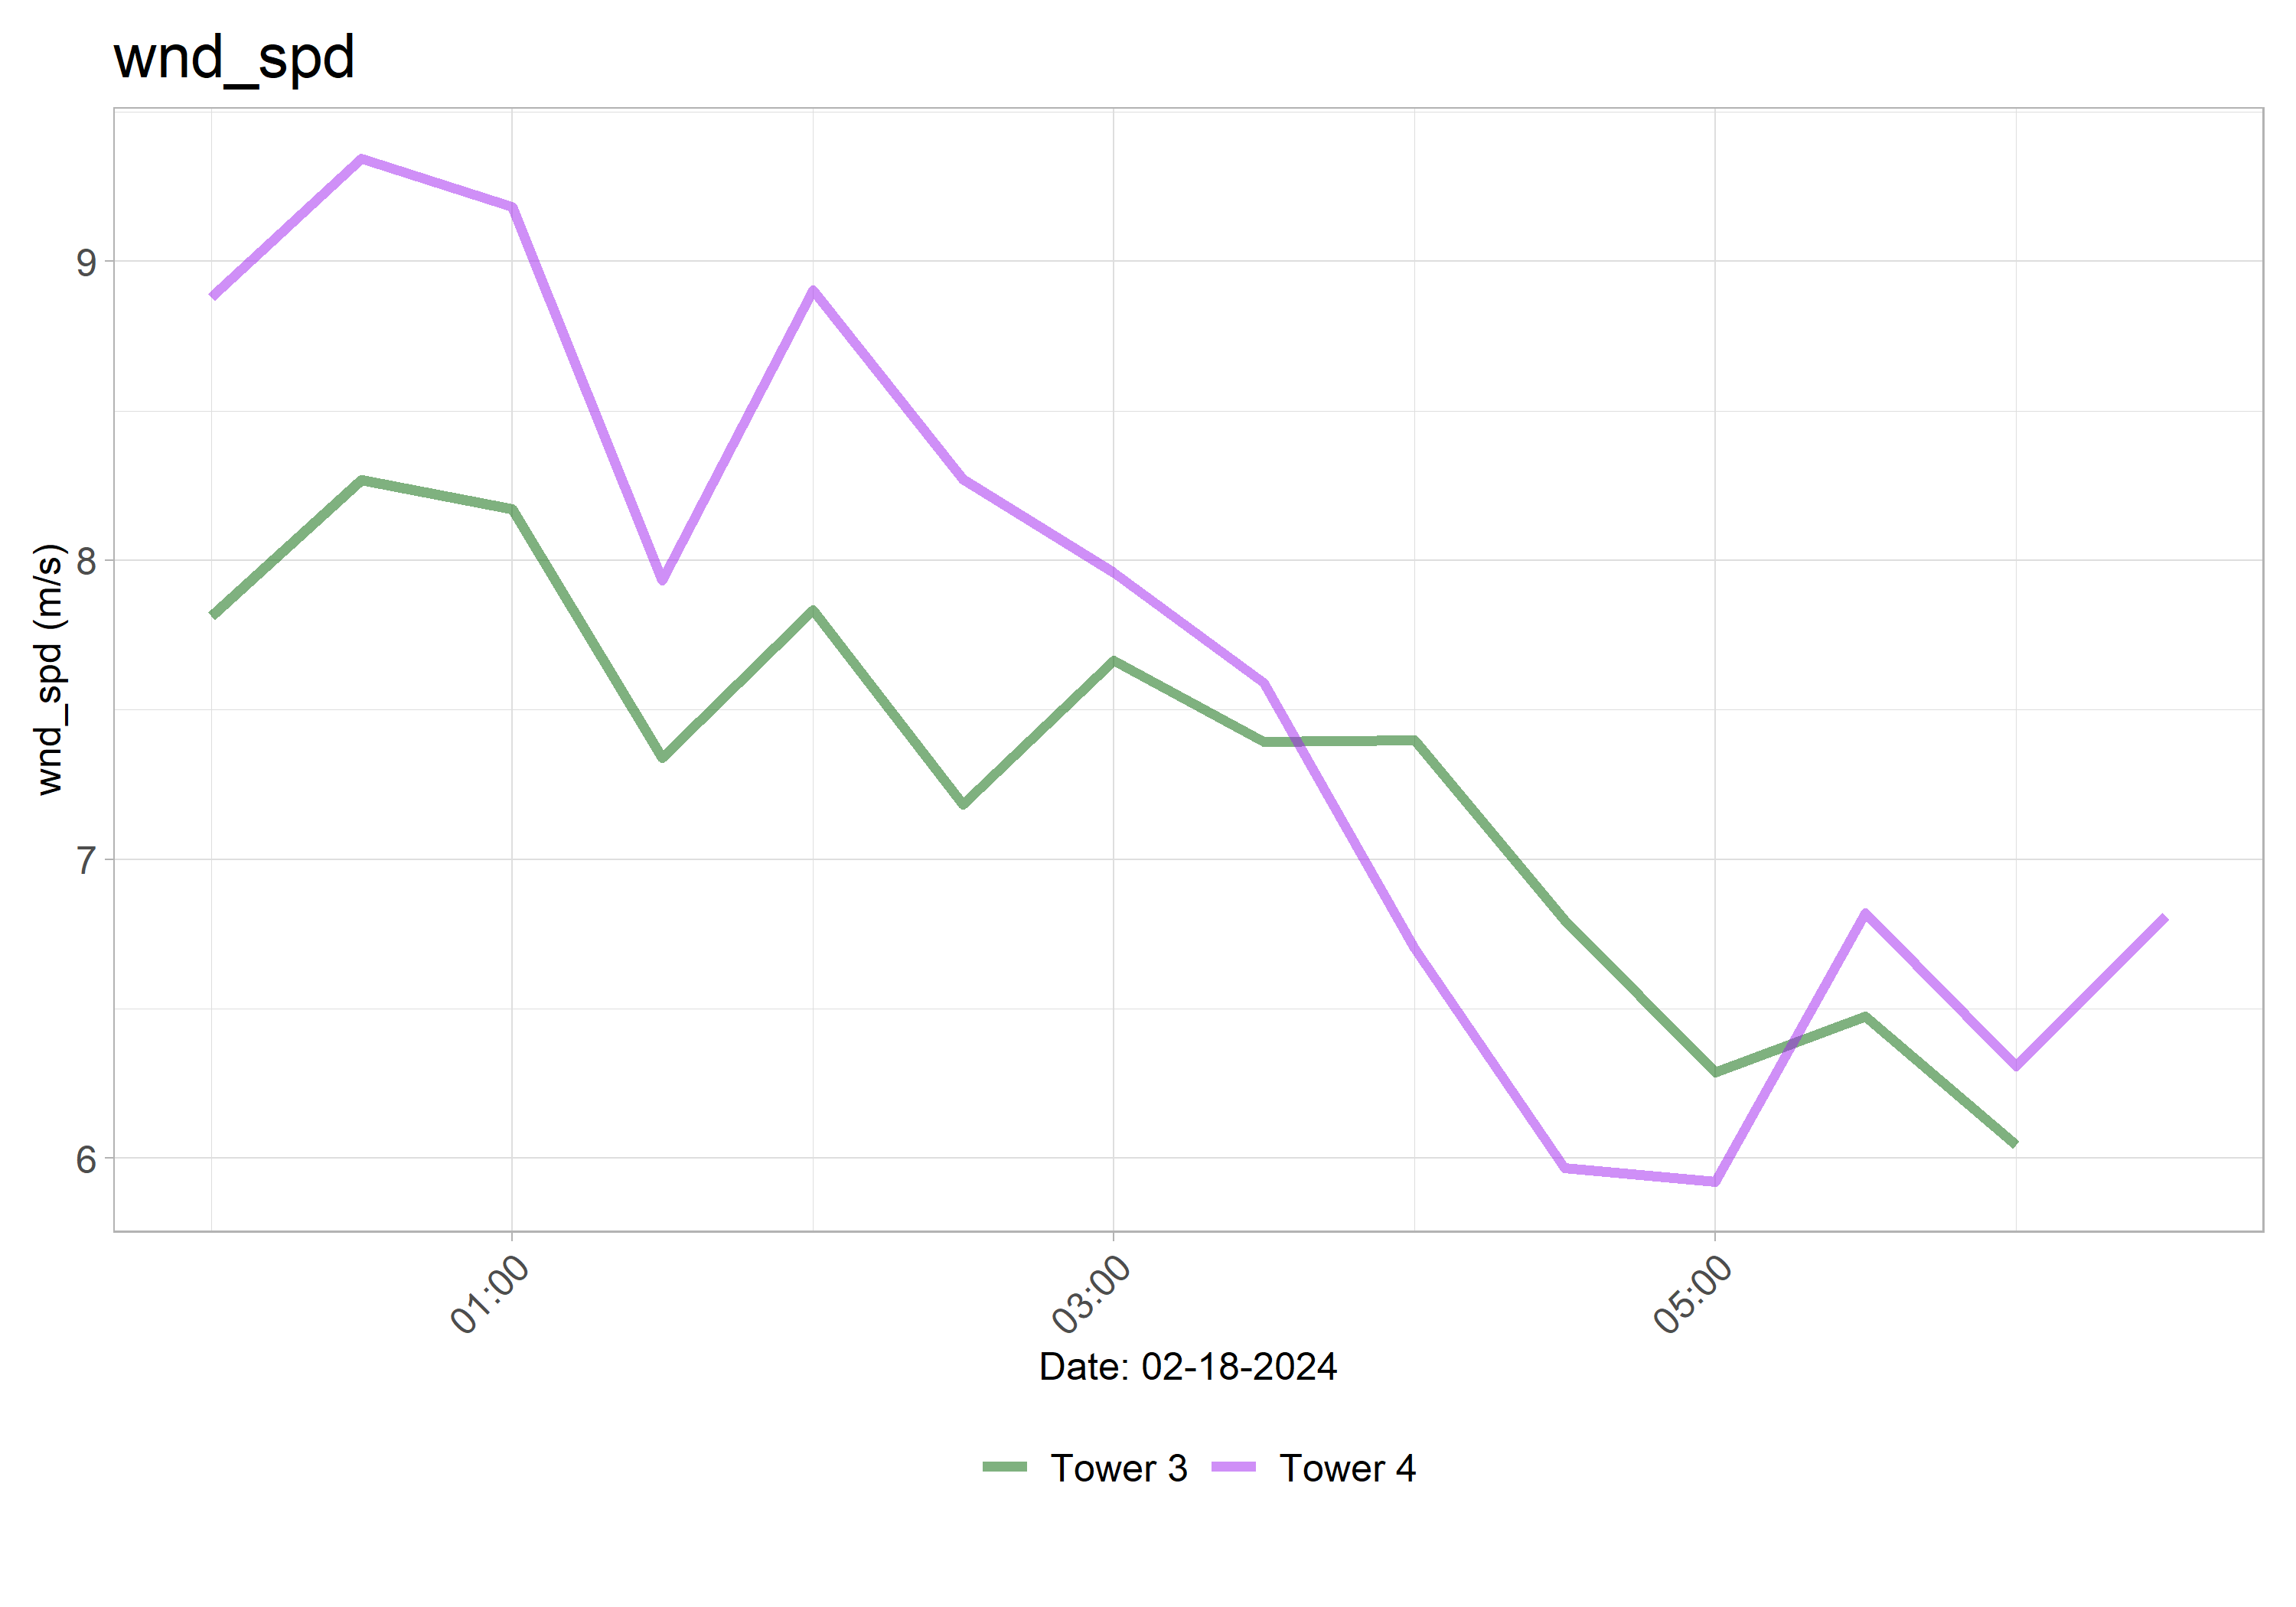 wnd_spd
wnd_spd (m/s)
9
8
7
6
01:00
03:00
05:00
Date: 02-18-2024
Tower 3
Tower 4